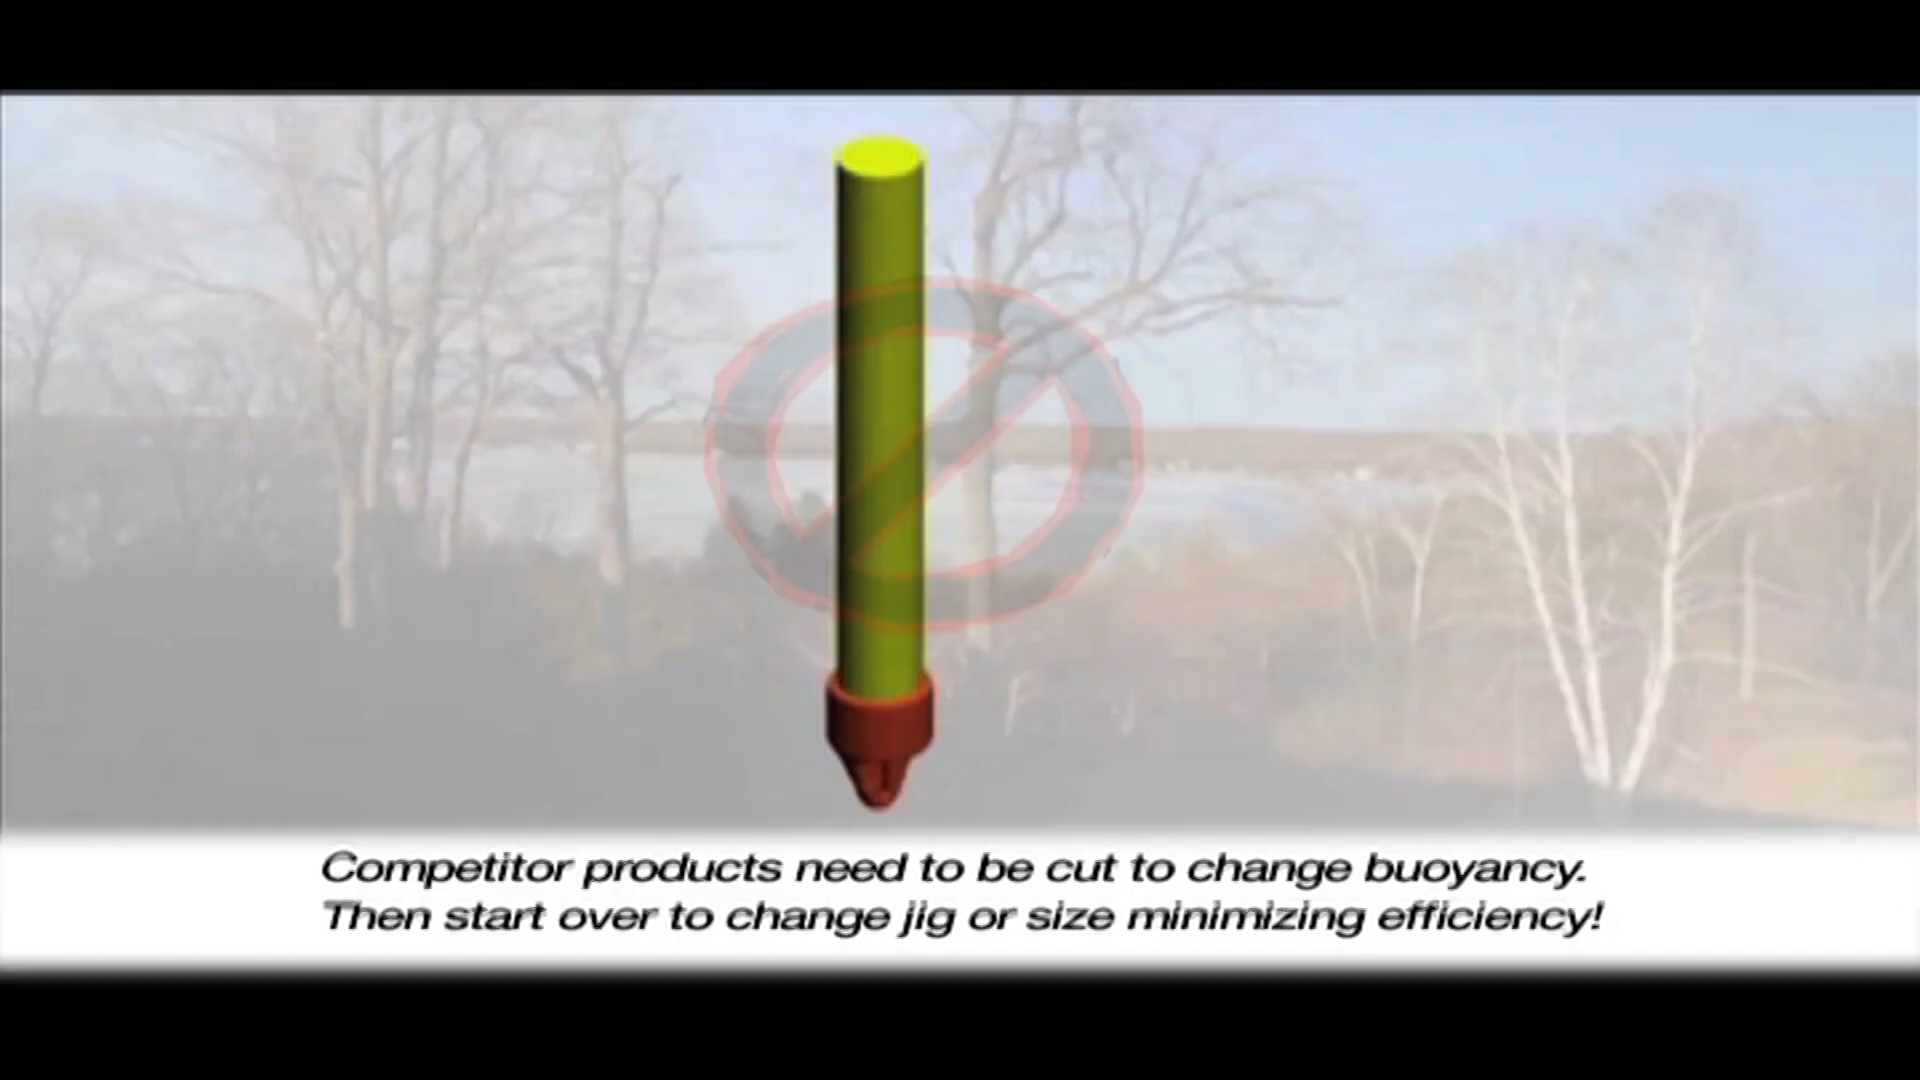 Competitor products need to be cut to change buoyancy.
Then start over to change jig or size minimizing efficiency!